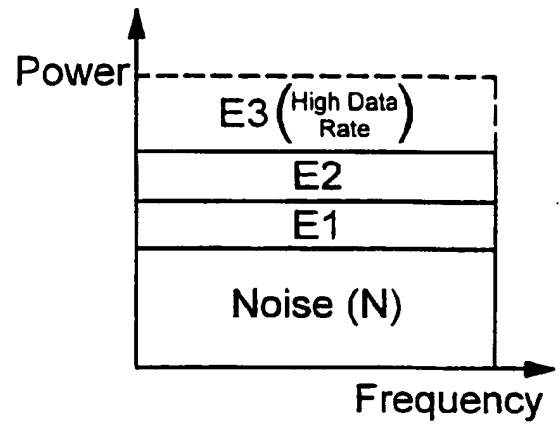 Power
E3 (High Data
Rate)
E2
E1
Noise (N)
Frequency